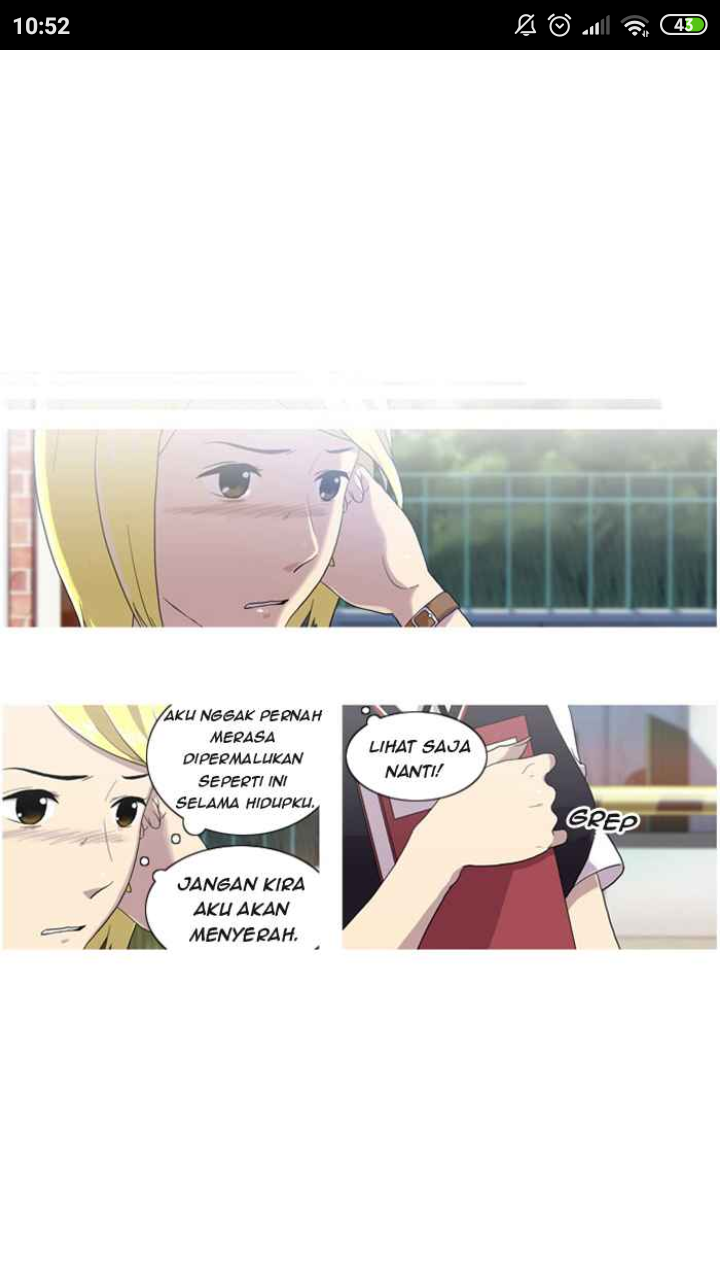 10:52
43
AKU NGGAK PERNAH
MERASA
DIPERMALUKAN
SEPERTI INI
SELAMA HIDUPKU.
JANGAN KIRA
AKU AKAN
MENYERAH.
LIHAT SAJA
NANTI!
GREP